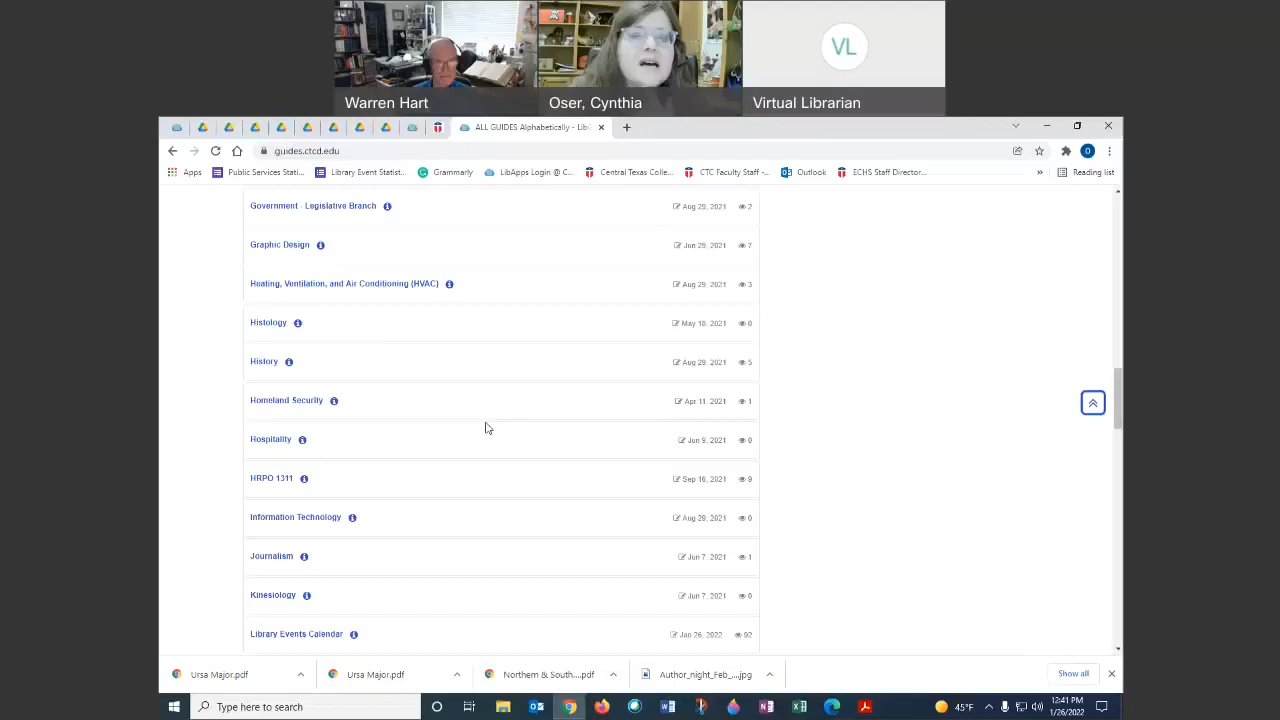 VL
Warren Hart
Oser, Cynthia
Virtual Librarian
ALL GUIDES Alphabetically - Lib
guides.ctcd.edu
Apps
Public Services Stati...
Library Event Statist...
Grammarly
LibApps Login @ C...
Central Texas Colle...
CTC Faculty Staff -...
Outlook
ECHS Staff Director...
»
Reading list
Government - Legislative Branch Aug 29, 2021 2
Graphic Design Jun 29, 2021 7
Heating, Ventilation, and Air Conditioning (HVAC) Aug 29, 2021 3
Histology May 18, 2021 0
History Aug 29, 2021 5
Homeland Security Apr 11, 2021 1
Hospitality Jun 9, 2021 0
HRPO 1311 Sep 16, 2021 9
Information Technology Aug 29, 2021 0
Journalism Jun 7, 2021 1
Kinesiology Jun 7, 2021 0
Library Events Calendar Jan 26, 2022 92
Ursa Major.pdf
Ursa Major.pdf
Northern & South....pdf
Author_night_Feb_...jpg
Show all
Type here to search
45°F
12:41 PM
1/26/2022